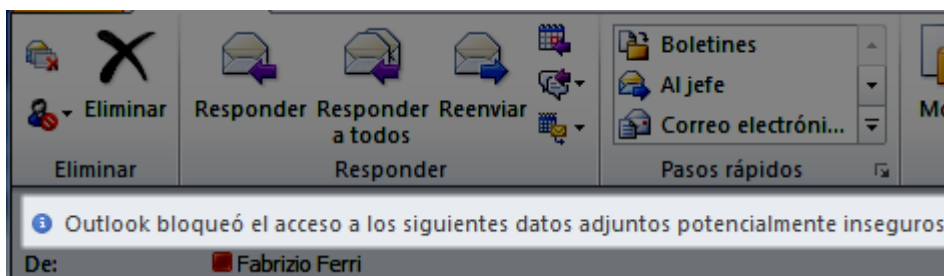 Eliminar
Responder
Responder a todos
Reenviar
Boletines
Al jefe
Correo electróni...
Eliminar
Responder
Pasos rápidos
Outlook bloqueó el acceso a los siguientes datos adjuntos potencialmente inseguros
De: Fabrizio Ferri